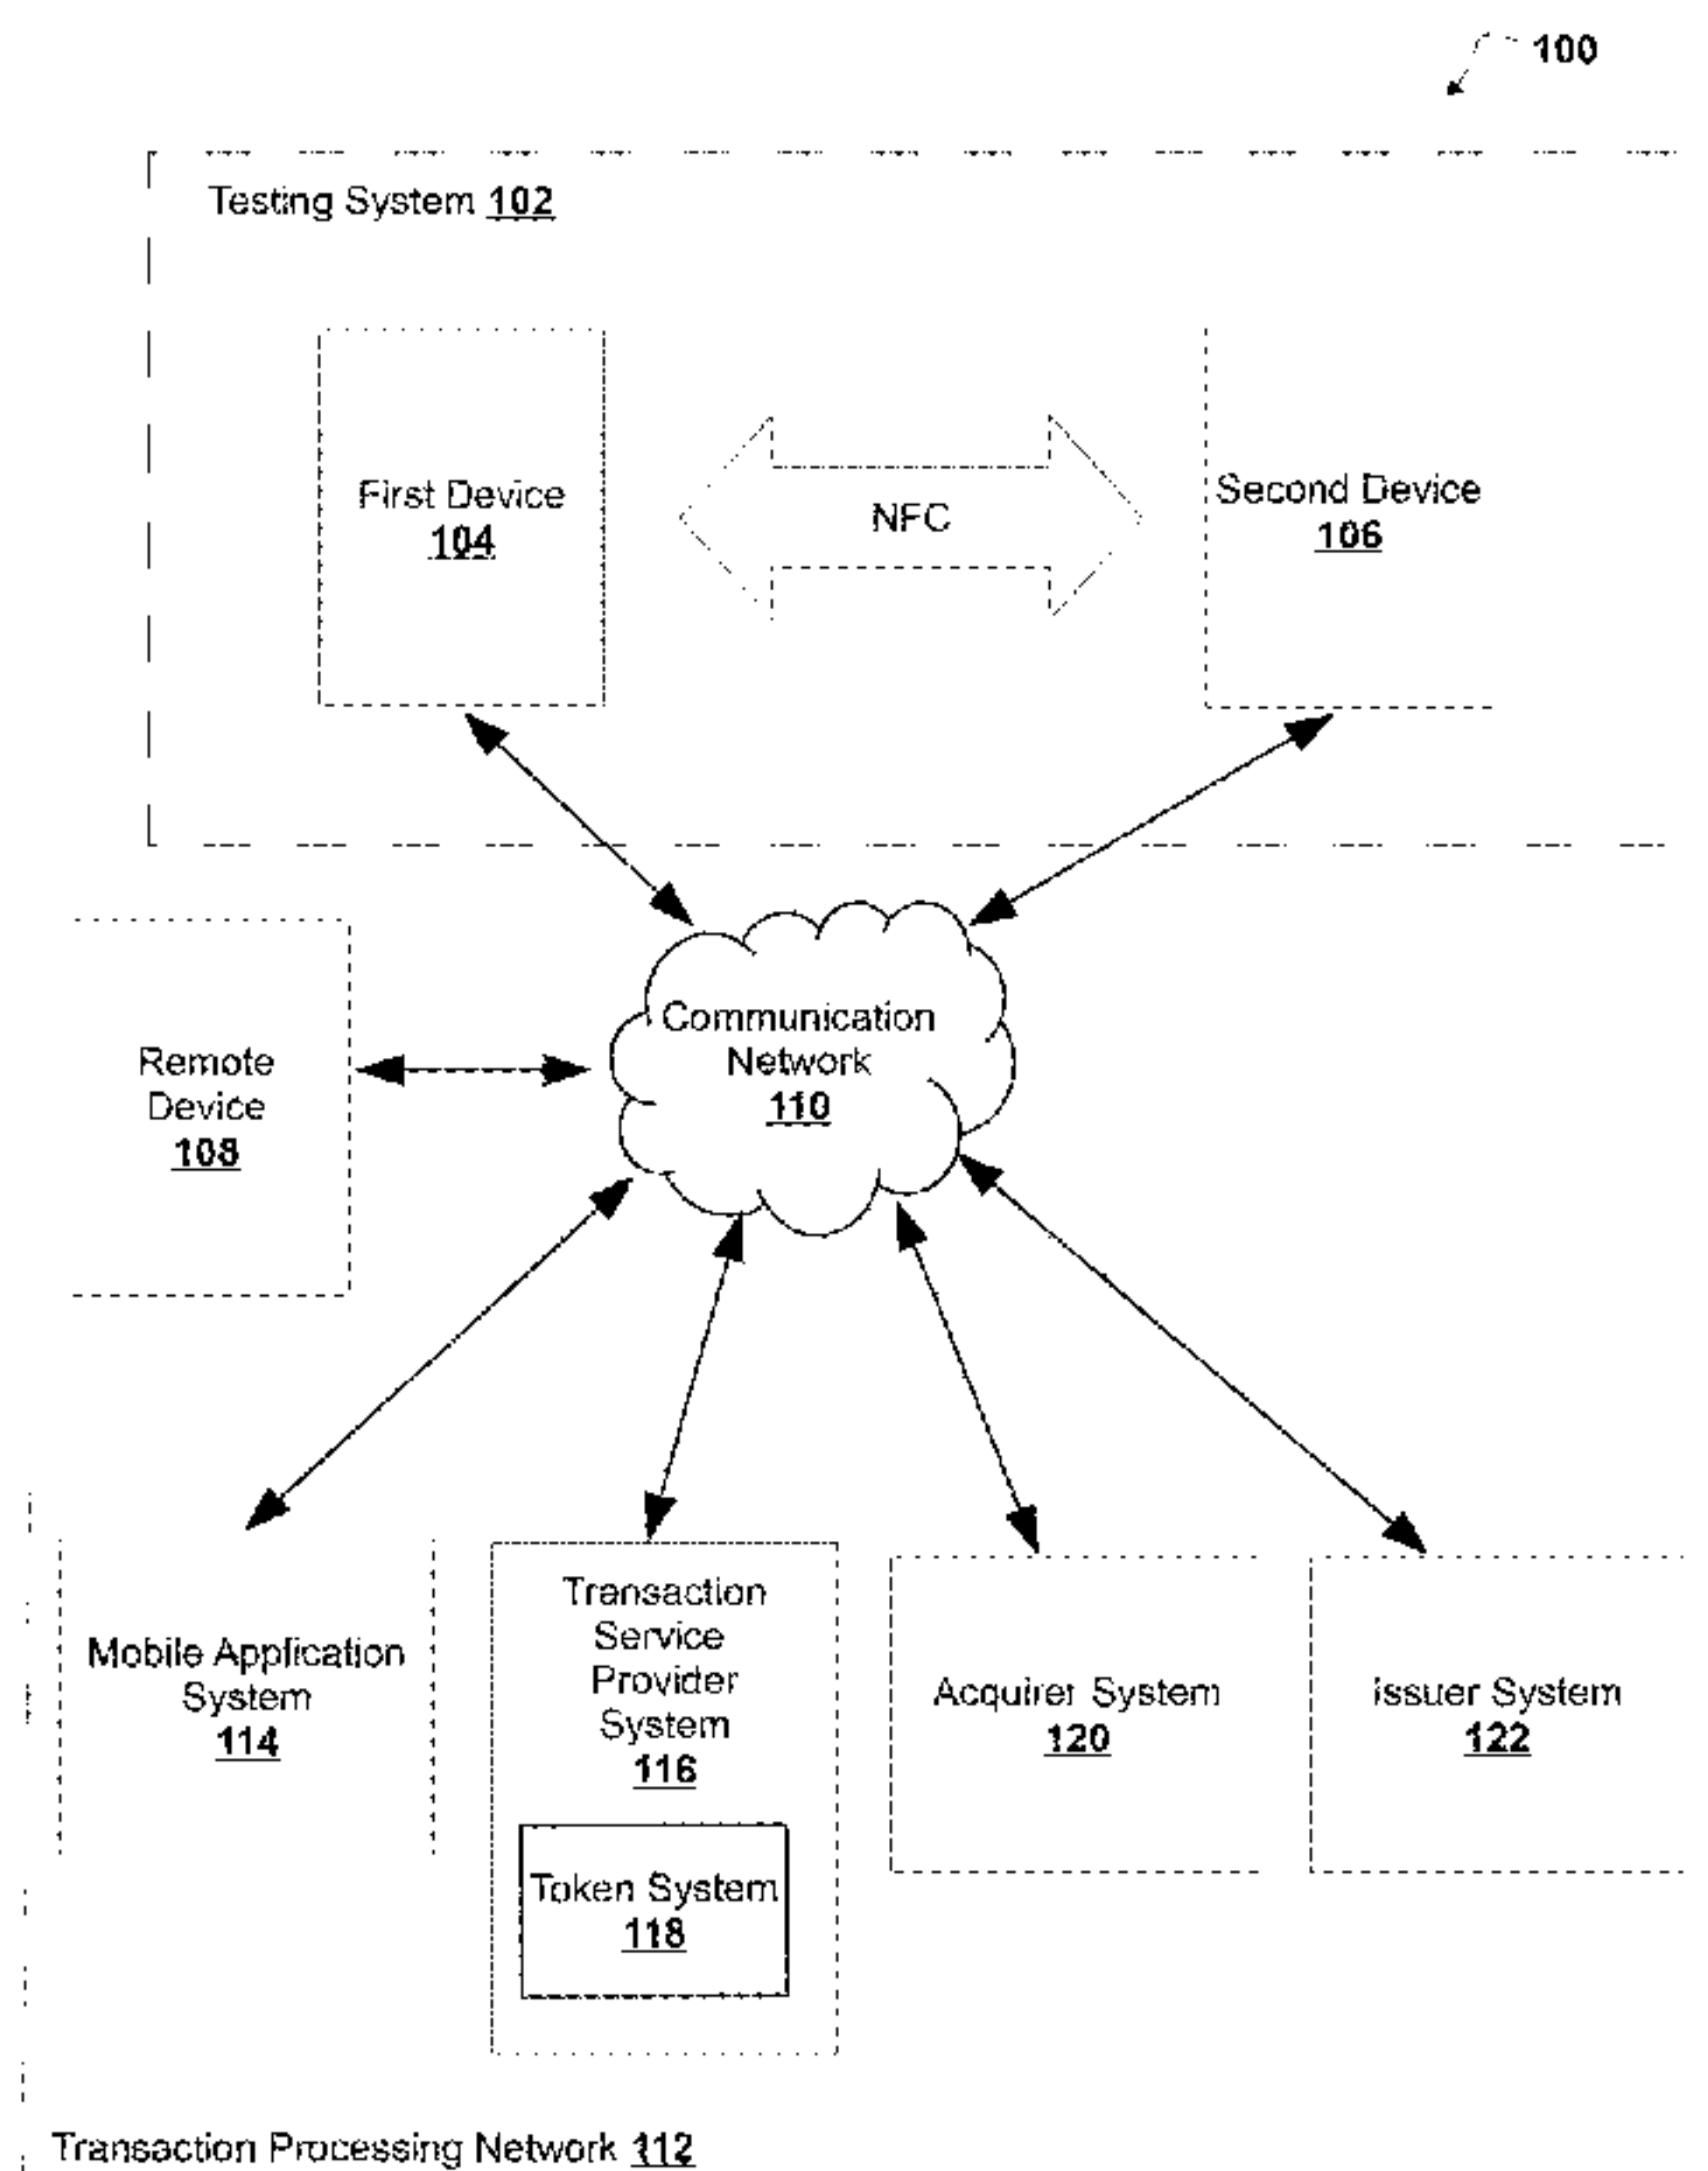 100
Testing System 102
First Device
104
NFC
Second Device
106
Communication
Network
110
Remote
Device
108
Mobile Application
System
114
Transaction
Service
Provider
System
116
Token System
118
Acquirer System
120
Issuer System
122
Transaction Processing Network 112